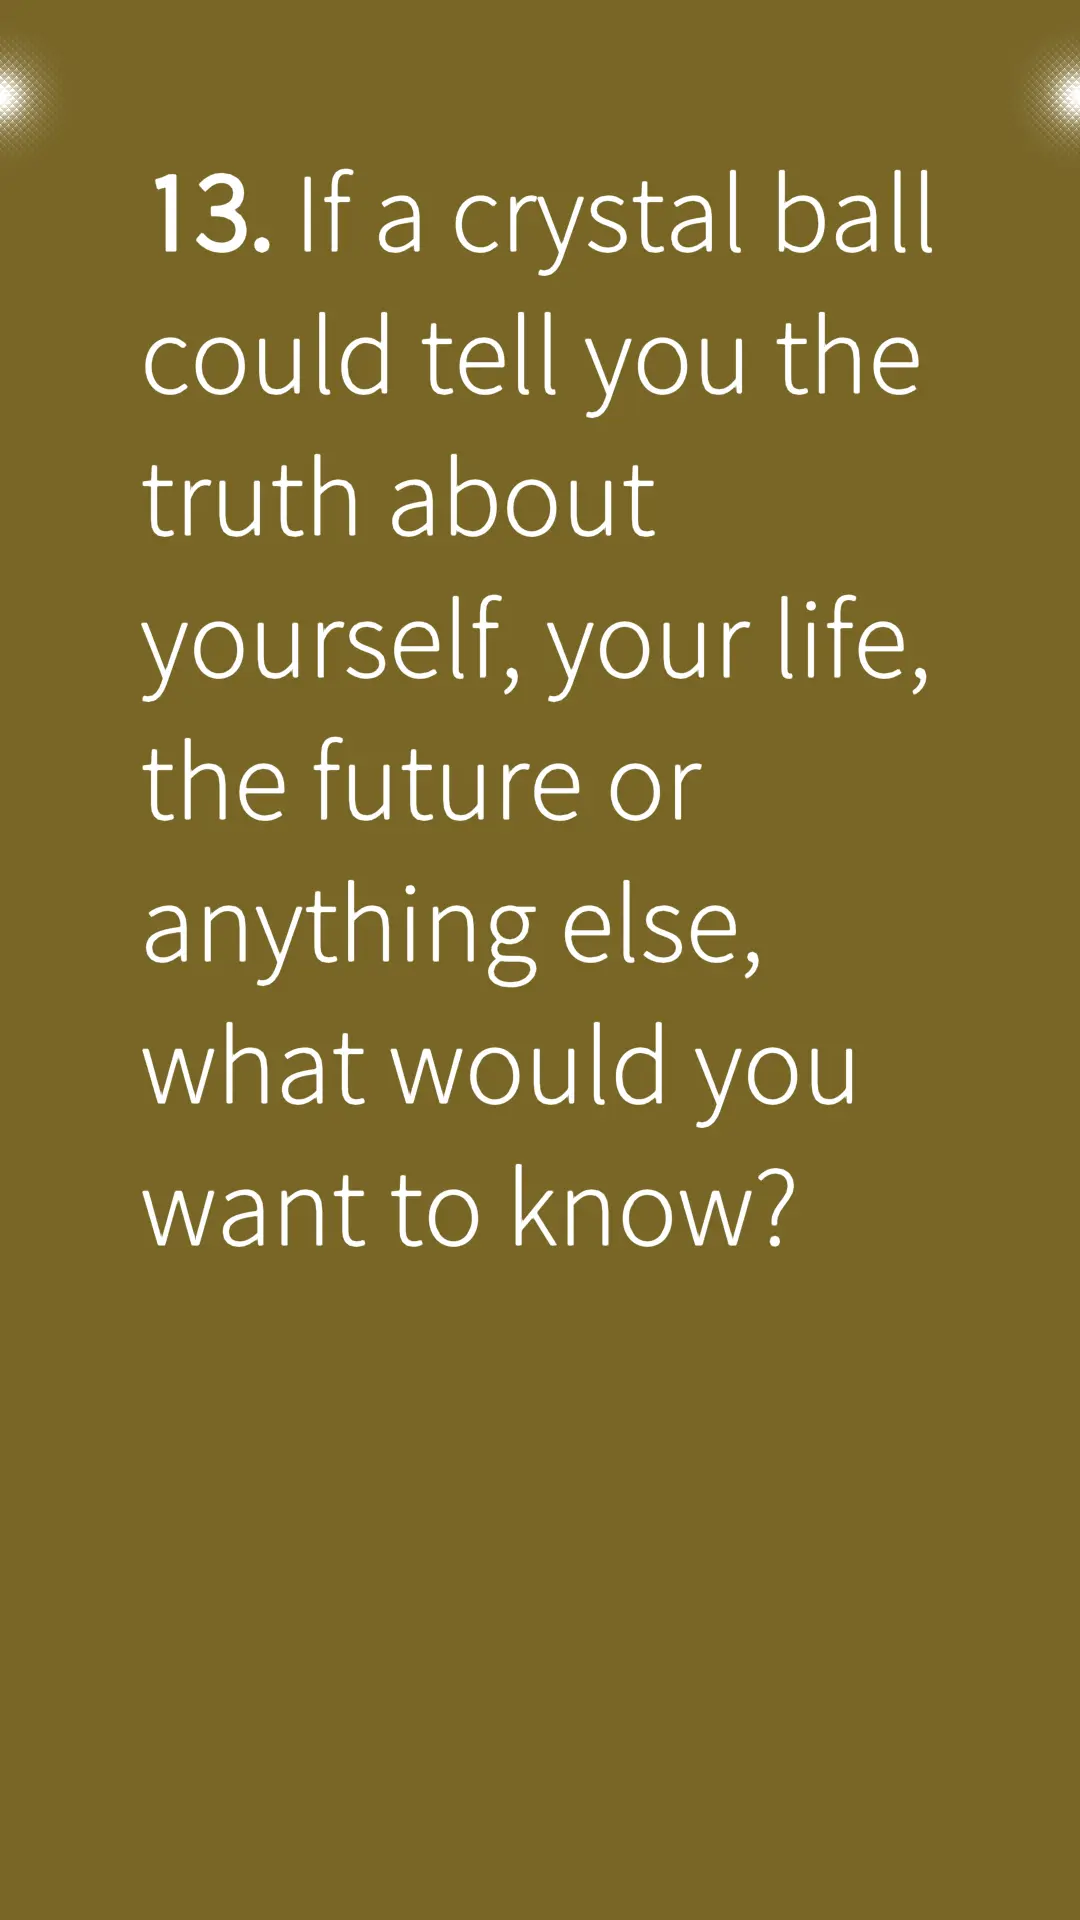 13. If a crystal ball
could tell you the
truth about
yourself, your life,
the future or
anything else,
what would you
want to know?